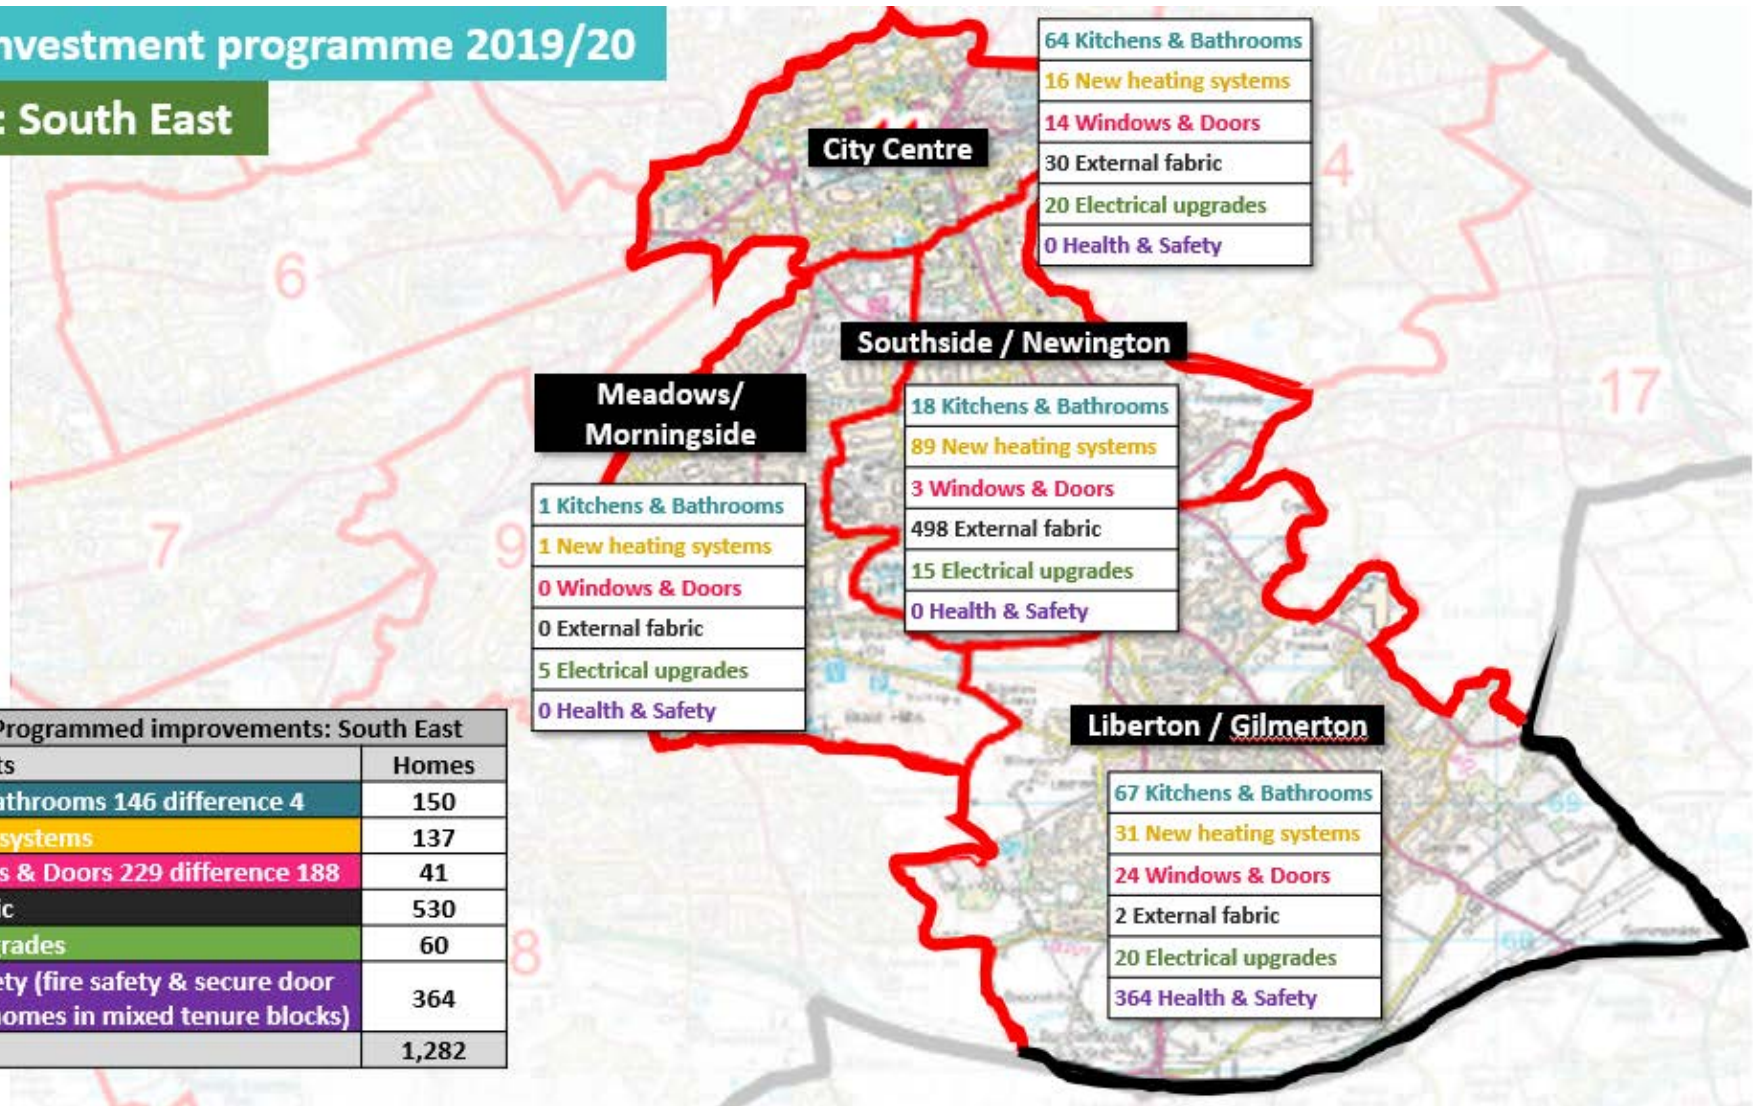 nvestment programme 2019/20
: South East
City Centre
64 Kitchens & Bathrooms
16 New heating systems
14 Windows & Doors
30 External fabric
20 Electrical upgrades
0 Health & Safety
4
6
Southside / Newington
18 Kitchens & Bathrooms
89 New heating systems
3 Windows & Doors
498 External fabric
15 Electrical upgrades
0 Health & Safety
17
Meadows/
Morningside
1 Kitchens & Bathrooms
1 New heating systems
0 Windows & Doors
0 External fabric
5 Electrical upgrades
0 Health & Safety
7
9
Liberton / Gilmerton
67 Kitchens & Bathrooms
31 New heating systems
24 Windows & Doors
2 External fabric
20 Electrical upgrades
364 Health & Safety
8
Programmed improvements: South East
ts Homes
athrooms 146 difference 4 150
systems 137
s & Doors 229 difference 188 41
ic 530
grades 60
ety (fire safety & secure door
homes in mixed tenure blocks) 364
1,282